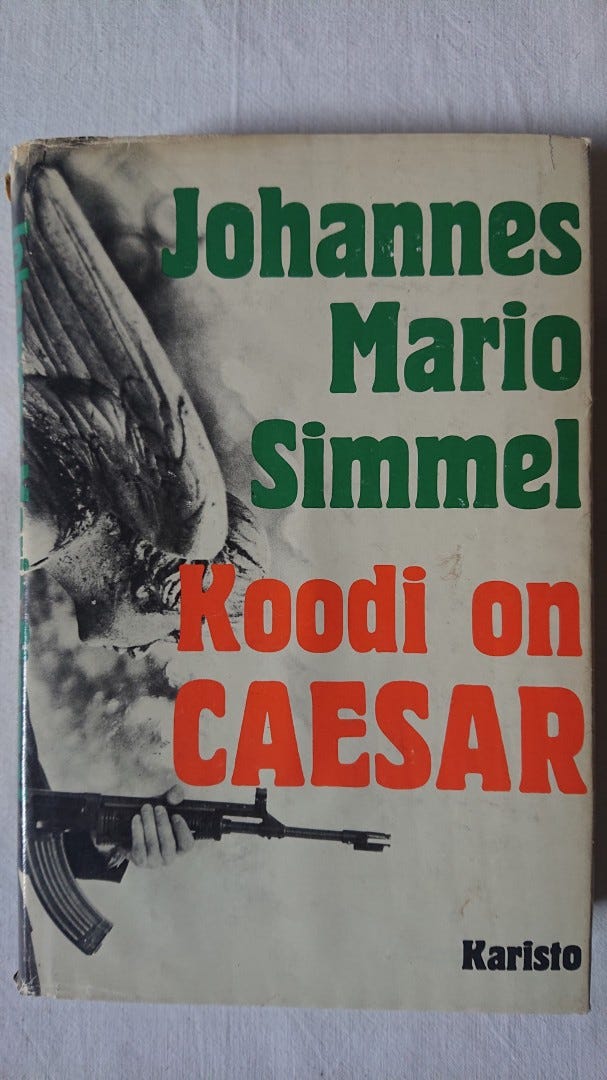 Johannes
Mario
Simmel
Koodi on
CAESAR
Karisto